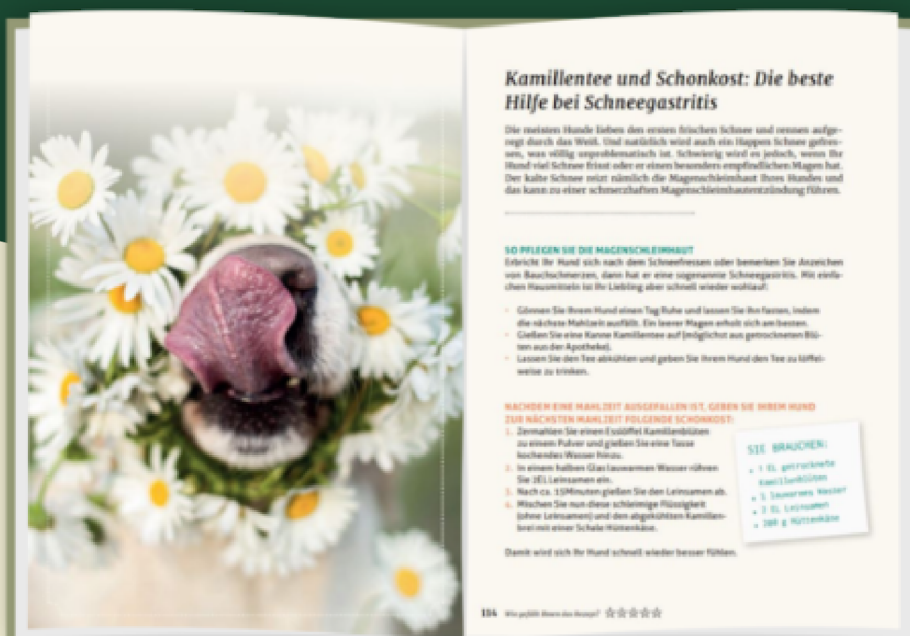 Kamillentee und Schonkost: Die beste
Hilfe bei Schneegastritis
Die meisten Hunde lieben den ersten frischen Schnee und rennen aufge-
regt durch das Weiß. Und natürlich wird auch ein Happen Schnee gefres-
sen, was völlig unproblematisch ist. Schwierig wird es jedoch, wenn Ihr
Hund viel Schnee frisst oder er einen besonders empfindlichen Magen hat.
Der kalte Schnee reizt nämlich die Magenschleimhaut Ihres Hundes und
das kann zu einer schmerzhaften Magenschleimhautentzündung führen.
SO PFLEGEN SIE DIE MAGENSCHLEIMHAUT
Erbricht Ihr Hund sich nach dem Schneefressen oder bemerken Sie Anzeichen
von Bauchschmerzen, dann hat er eine sogenannte Schneegastritis. Mit einfa-
chen Hausmitteln ist Ihr Liebling aber schnell wieder wohlauf:
• Gönnen Sie Ihrem Hund einen Tag Ruhe und lassen Sie ihn fasten, indem
die nächste Mahlzeit ausfällt. Ein leerer Magen erholt sich am besten.
• Gießen Sie eine Kanne Kamillentee auf (möglichst aus getrockneten Blü-
ten aus der Apotheke).
• Lassen Sie den Tee abkühlen und geben Sie Ihrem Hund den Tee zu löffel-
weise zu trinken.
NACHDEM EINE MAHLZEIT AUSGEFALLEN IST, GEBEN SIE IHREM HUND
ZUR NÄCHSTEN MAHLZEIT FOLGENDE SCHONKOST:
1. Zermahlen Sie einen Esslöffel Kamillenblüten
zu einem Pulver und gießen Sie eine Tasse
kochendes Wasser hinzu.
2. In einem halben Glas lauwarmen Wasser rühren
Sie 2EL Leinsamen ein.
3. Nach ca. 15Minuten gießen Sie den Leinsamen ab.
4. Mischen Sie nun diese schleimige Flüssigkeit
(ohne Leinsamen) und den abgekühlten Kamillen-
brei mit einer Schale Hüttenkäse.
Damit wird sich Ihr Hund schnell wieder besser fühlen.
SIE BRAUCHEN:
• 1 EL getrocknete
Kamillenblüten
• lauwarmes Wasser
• 2 EL Leinsamen
• 200 g Hüttenkäse
114 Wie gefällt Ihnen das Rezept? ☆☆☆☆☆